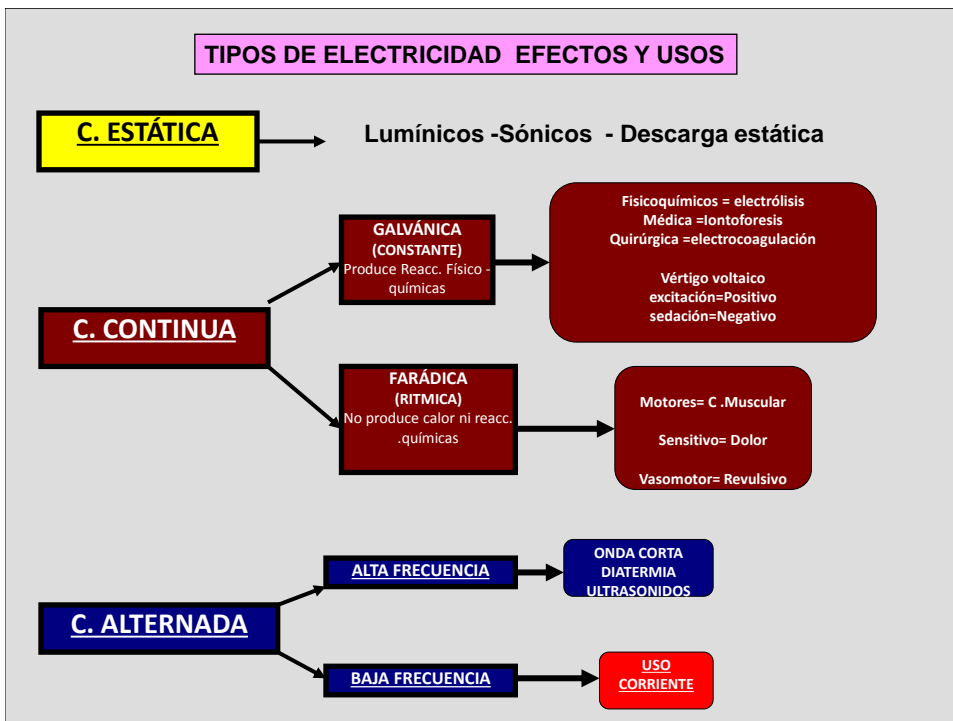 TIPOS DE ELECTRICIDAD EFECTOS Y USOS
C. ESTÁTICA
Lumínicos -Sónicos - Descarga estática
C. CONTINUA
GALVÁNICA
(CONSTANTE)
Produce Reacc. Físico -
químicas
Fisicoquímicos = electrólisis
Médica =Iontoforesis
Quirúrgica =electrocoagulación
Vértigo voltaico
excitación=Positivo
sedación=Negativo
FARÁDICA
(RITMICA)
No produce calor ni reacc.
.químicas
Motores= C .Muscular
Sensitivo= Dolor
Vasomotor= Revulsivo
C. ALTERNADA
ALTA FRECUENCIA
ONDA CORTA
DIATERMIA
ULTRASONIDOS
BAJA FRECUENCIA
USO
CORRIENTE